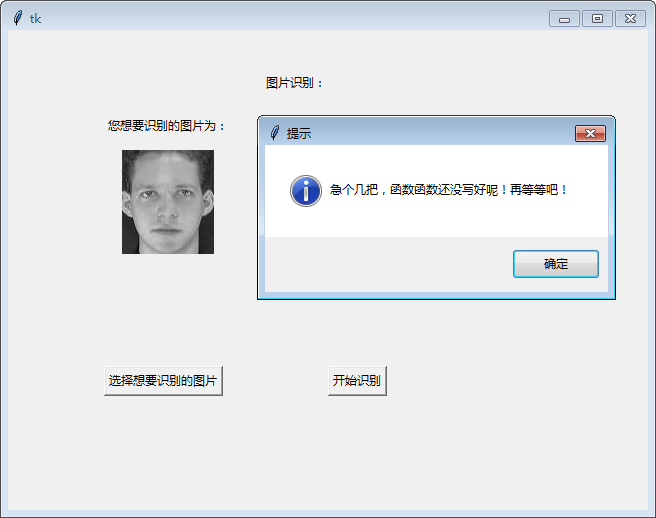 tk
图片识别：
您想要识别的图片为：
提示
急个几把，函数函数还没写好呢！再等等吧！
确定
选择想要识别的图片
开始识别